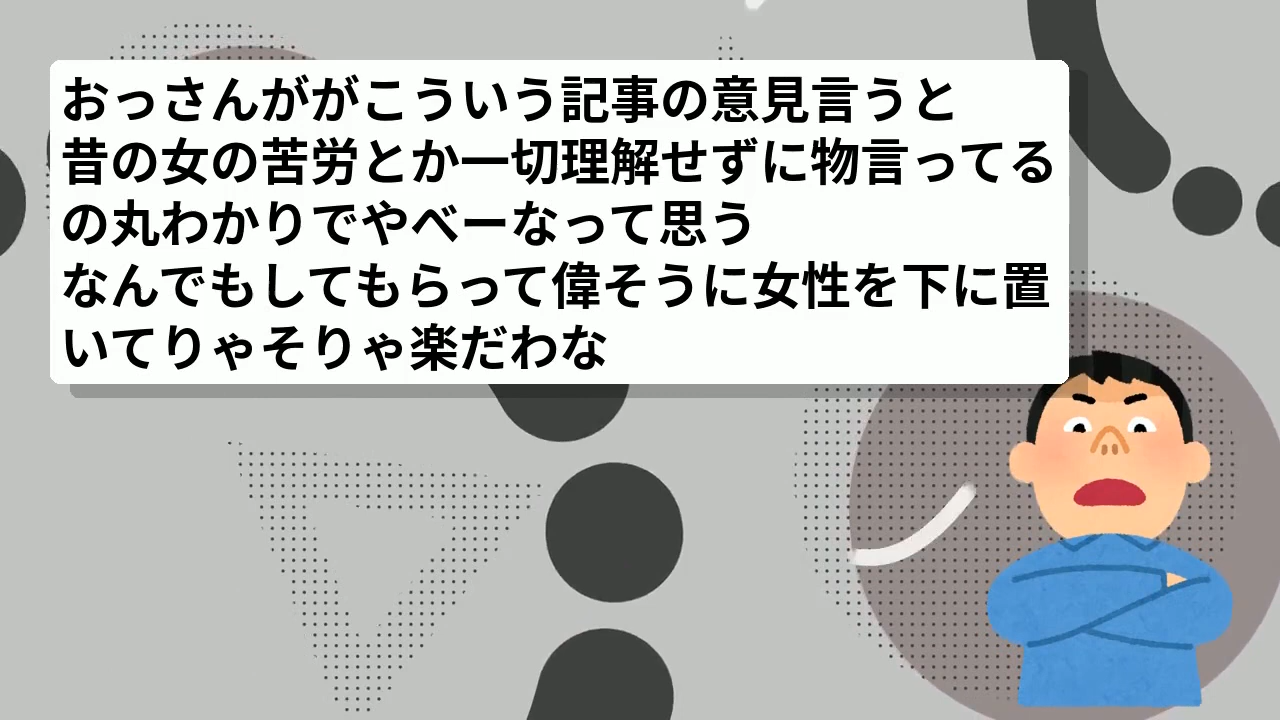 おっさんががこういう記事の意見言うと
昔の女の苦労とか一切理解せずに物言ってる
の丸わかりでやべーなって思う
なんでもしてもらって偉そうに女性を下に置
いてりゃそりゃ楽だわな